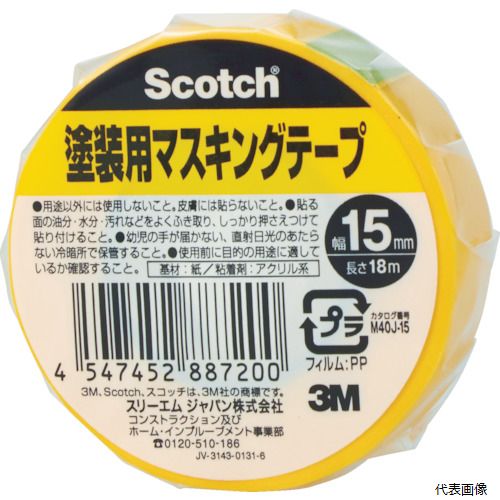 Scotch®
塗装用マスキングテープ
●用途以外には使用しないこと。皮膚には貼らないこと。●貼る
面の油分・水分・汚れなどをよくふき取り、しっかり押さえつけて
貼り付けること。●幼児の手が届かない、直射日光のあたら
ない冷暗所で保管すること。●使用前に目的の用途に適して
いるか確認すること。
基材:紙/粘着剤:アクリル系
幅15mm
長さ18m
プラ
カタログ番号
M40J-15
フィルム:PP
4 547452 887200
3M、Scotch、スコッチは、3M社の商標です。
スリーエム ジャパン株式会社
コンストラクション及び
ホーム・インプルーブメント事業部
☎0120-510-186
JV-3143-0131-6
3M
代表画像